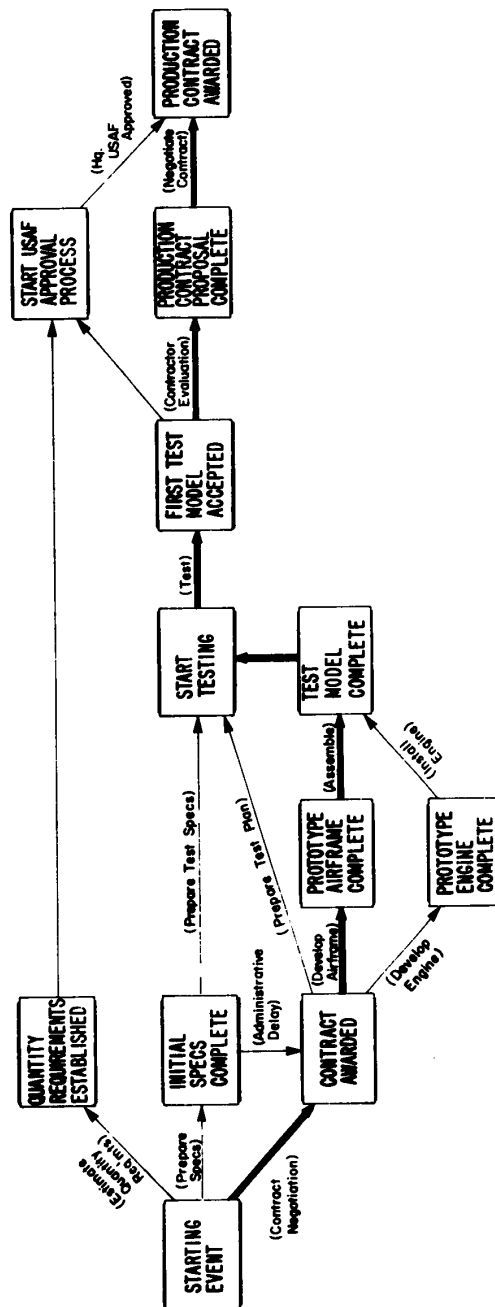 STARTING
EVENT
(Estimate
Quantity
Req'mts)
(Prepare Specs)
(Contract
Negotiation)
QUANTITY
REQUIREMENTS
ESTABLISHED
INITIAL
SPECS
COMPLETE
(Administrative
Delay)
CONTRACT
AWARDED
(Prepare Test Specs)
(Prepare Test Plan)
(Develop
Airframe)
(Develop
Engine)
PROTOTYPE
AIRFRAME
COMPLETE
PROTOTYPE
ENGINE
COMPLETE
(Assemble)
(Install
Engine)
START
TESTING
TEST
MODEL
COMPLETE
(Test)
FIRST TEST
MODEL
ACCEPTED
(Contractor
Evaluation)
START USAF
APPROVAL
PROCESS
PRODUCTION
CONTRACT
PROPOSAL
COMPLETE
(Hq. USAF
Approved)
(Negotiate
Contract)
PRODUCTION
CONTRACT
AWARDED